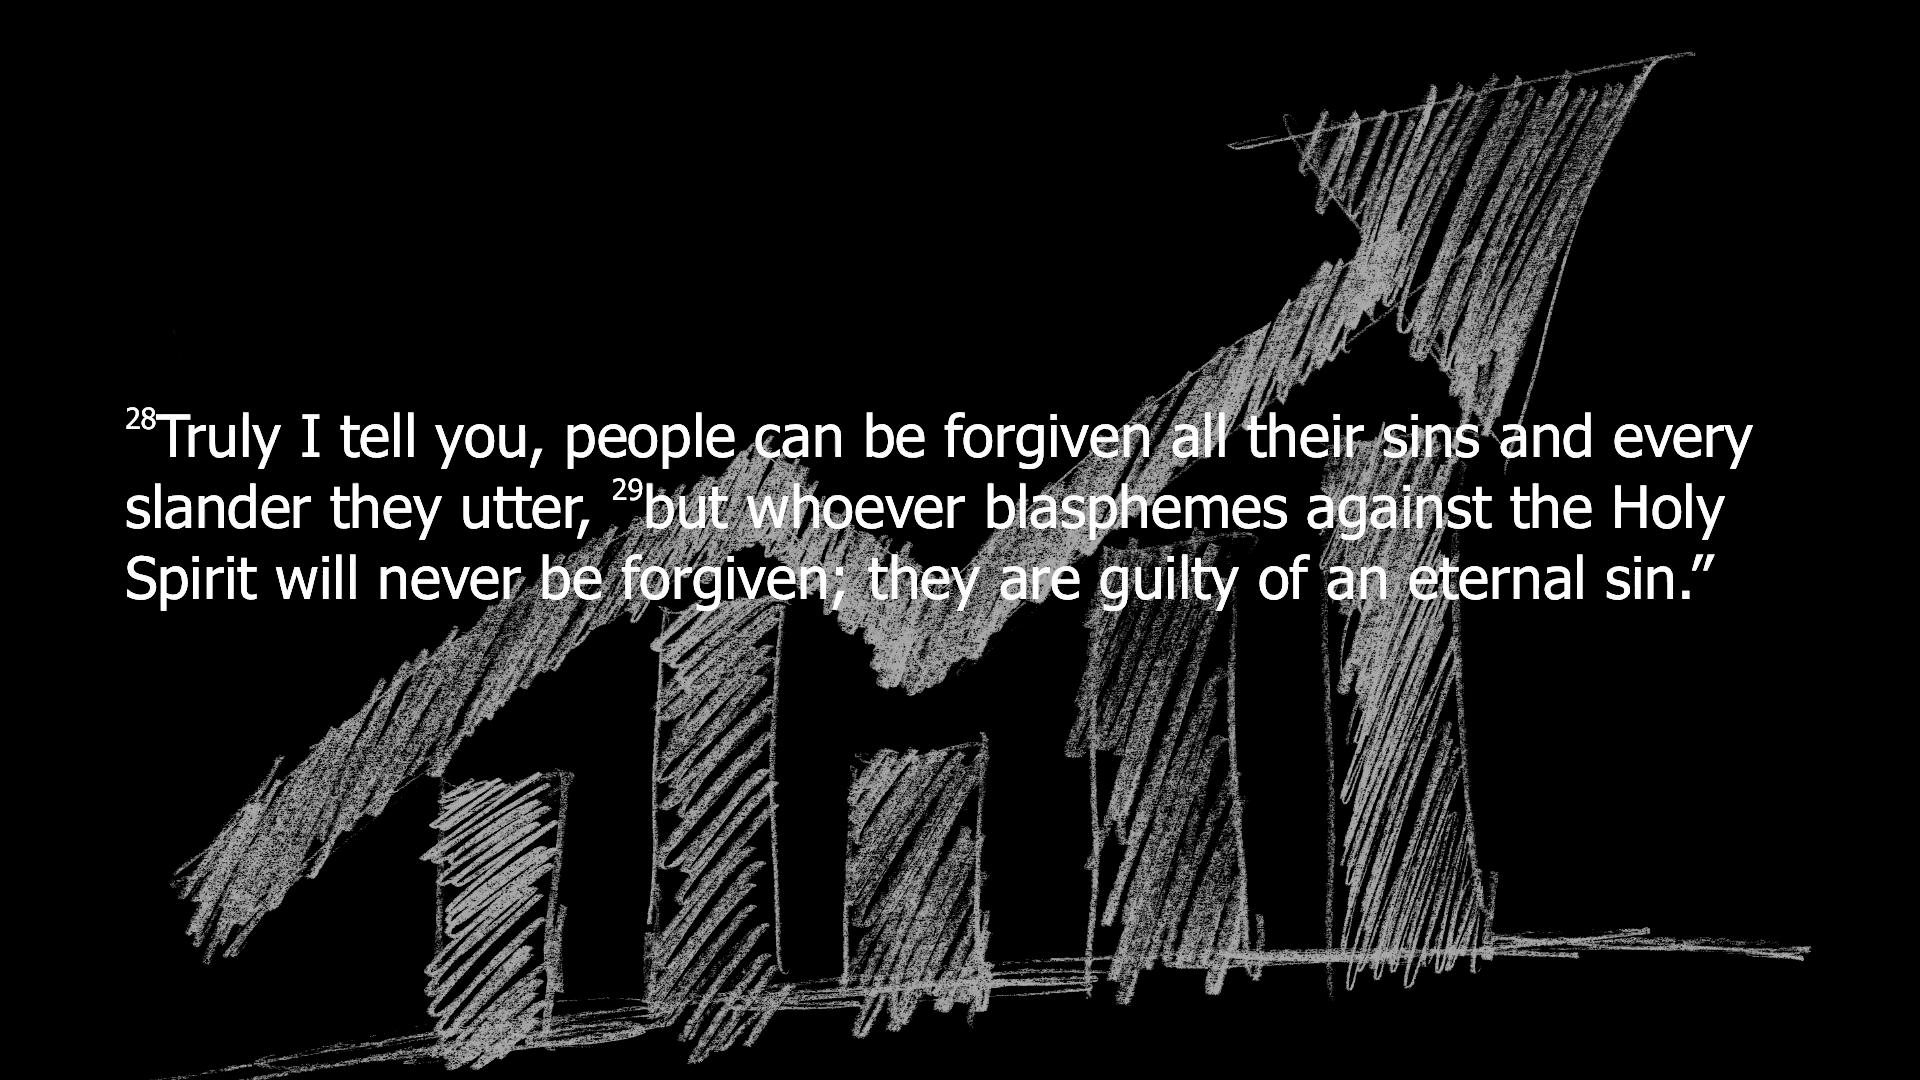 28Truly I tell you, people can be forgiven all their sins and every
slander they utter, 29but whoever blasphemes against the Holy
Spirit will never be forgiven; they are guilty of an eternal sin.”